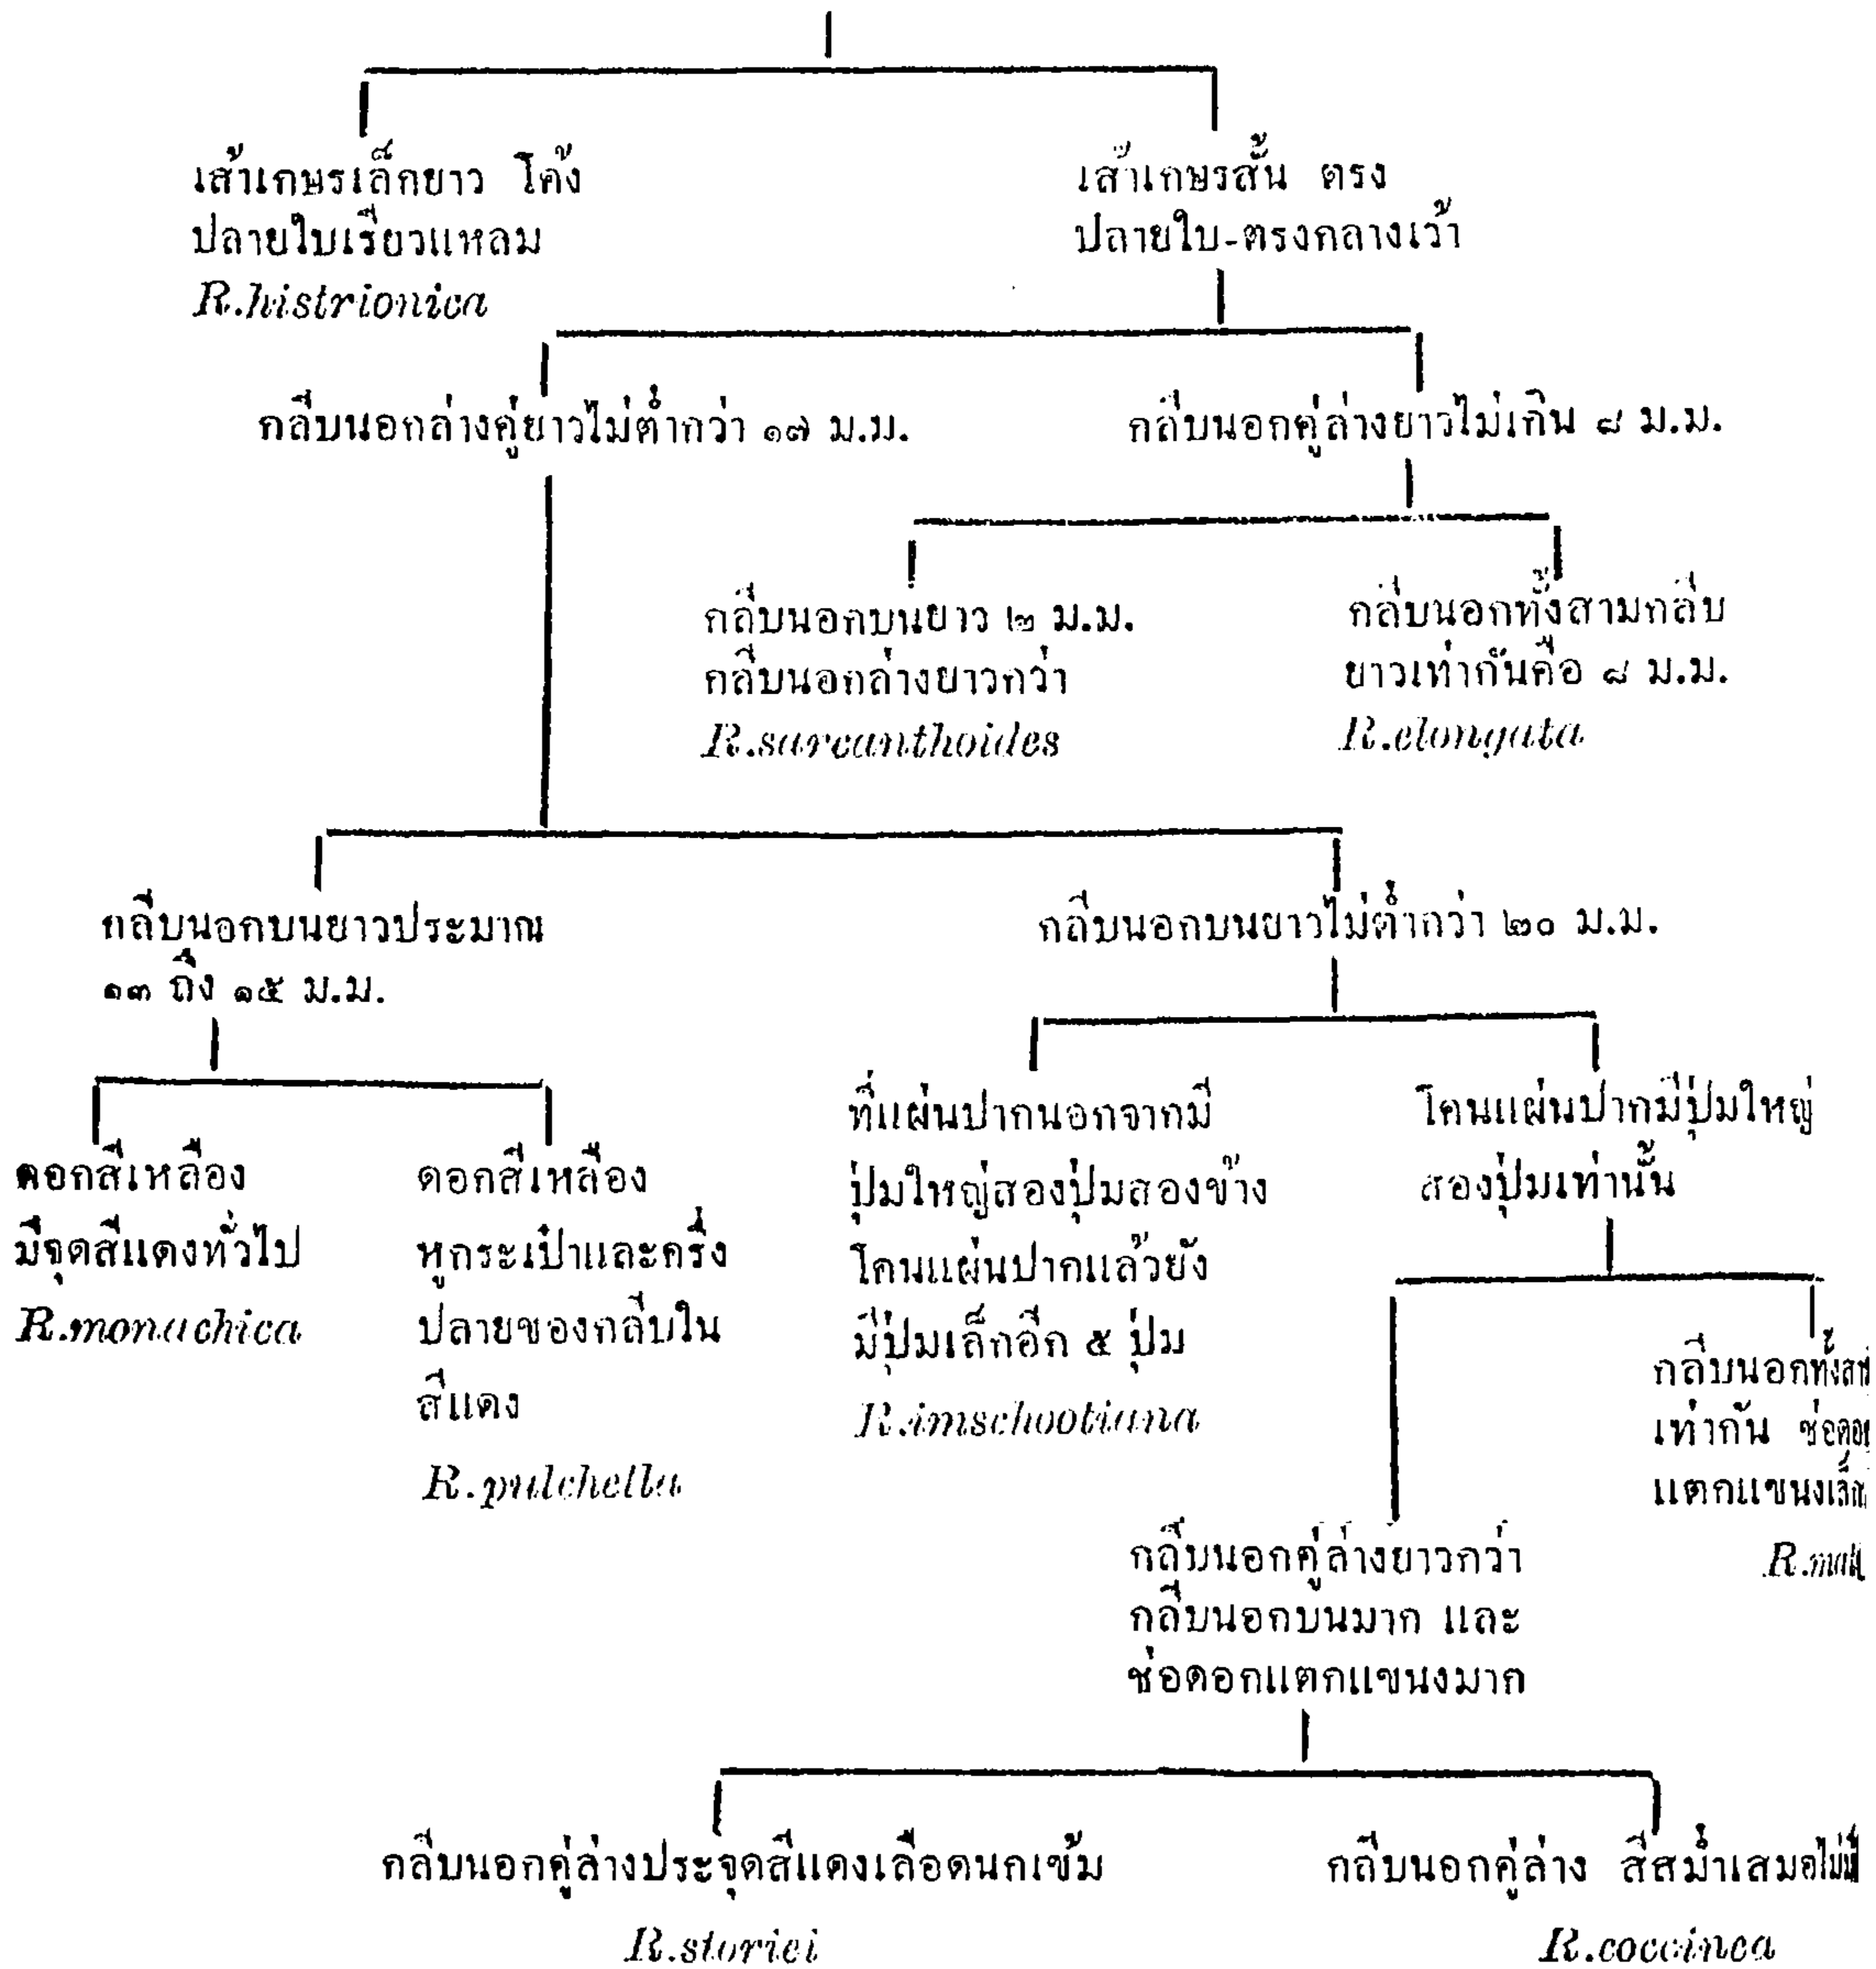 เส้าเกษรเล็กยาว โค้ง
ปลายใบเรียวแหลม
R.histrionica
เส้าเกษรสั้น ตรง
ปลายใบ-ตรงกลางเว้า
กลีบนอกล่างคู่ยาวไม่ต่ำกว่า ๑๗ ม.ม.
กลีบนอกคู่ล่างยาวไม่เกิน ๘ ม.ม.
กลีบนอกบนยาว ๒ ม.ม.
กลีบนอกล่างยาวกว่า
R.sarcanthoides
กลีบนอกทั้งสามกลีบ
ยาวเท่ากันคือ ๘ ม.ม.
R.elongata
กลีบนอกบนยาวประมาณ
๑๓ ถึง ๑๕ ม.ม.
กลีบนอกบนยาวไม่ต่ำกว่า ๒๐ ม.ม.
ดอกสีเหลือง
มีจุดสีแดงทั่วไป
R.monachica
ดอกสีเหลือง
หูกระเป๋าและครึ่ง
ปลายของกลีบใน
สีแดง
R.pulchella
ที่แผ่นปากนอกจากมี
ปุ่มใหญ่สองปุ่มสองข้าง
โคนแผ่นปากแล้วยัง
มีปุ่มเล็กอีก ๕ ปุ่ม
R.imschootiana
โคนแผ่นปากมีปุ่มใหญ่
สองปุ่มเท่านั้น
กลีบนอกทั้ง
เท่ากัน
แตกแขนง
กลีบนอกคู่ล่างยาวกว่า
กลีบนอกบนมาก และ
ช่อดอกแตกแขนงมาก
กลีบนอกคู่ล่างประจุดสีแดงเลือดนกเข้ม
R.storiei
กลีบนอกคู่ล่าง สีสม่ำเสมอ
R.coccinea